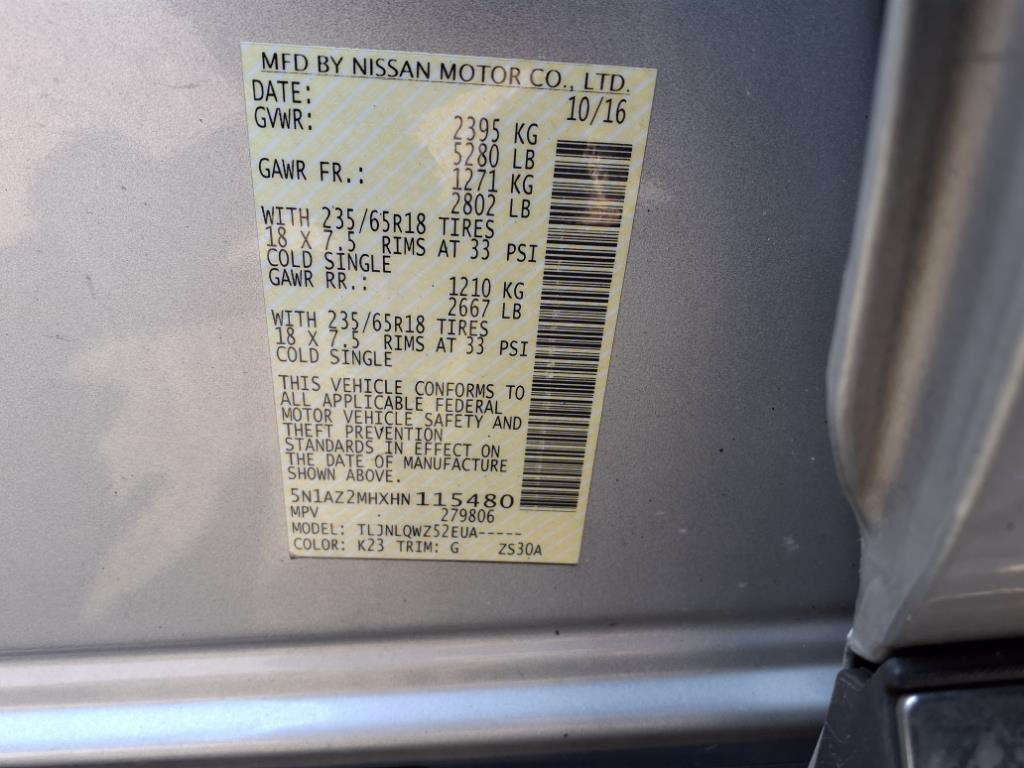 MFD BY NISSAN MOTOR CO., LTD.
DATE: 10/16
GVWR: 2395 KG
5280 LB
GAWR FR.: 1271 KG
2802 LB
WITH 235/65R18 TIRES
18 X 7.5 RIMS AT 33 PSI
COLD SINGLE
GAWR RR.: 1210 KG
2667 LB
WITH 235/65R18 TIRES
18 X 7.5 RIMS AT 33 PSI
COLD SINGLE
THIS VEHICLE CONFORMS TO
ALL APPLICABLE FEDERAL
MOTOR VEHICLE SAFETY AND
THEFT PREVENTION
STANDARDS IN EFFECT ON
THE DATE OF MANUFACTURE
SHOWN ABOVE.
5N1AZ2MHXHN115480
MPV 279806
MODEL: TLJNLQWZ52EUA-----
COLOR: K23 TRIM: G ZS30A